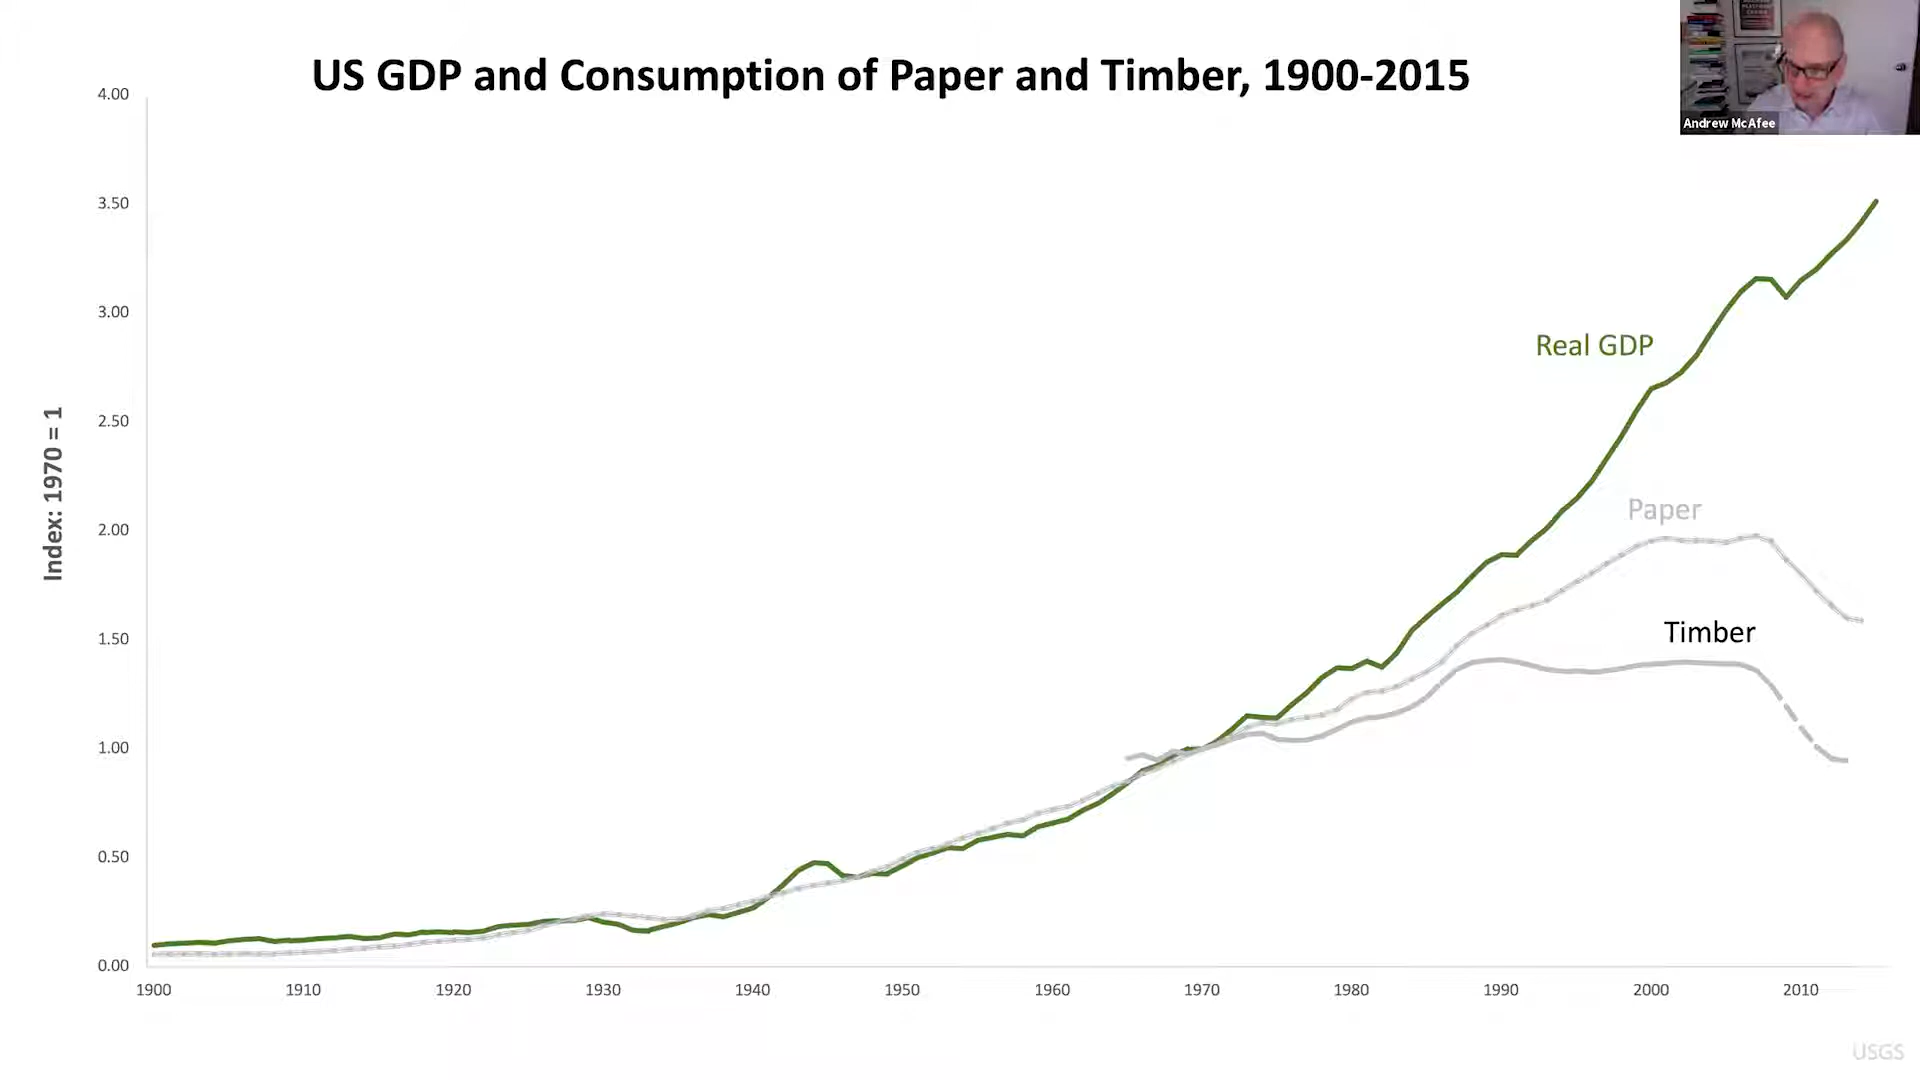 US GDP and Consumption of Paper and Timber, 1900-2015
Andrew McAfee
4.00
3.50
3.00
2.50
2.00
1.50
1.00
0.50
0.00
Index: 1970 = 1
Real GDP
Paper
Timber
1900 1910 1920 1930 1940 1950 1960 1970 1980 1990 2000 2010
USGS